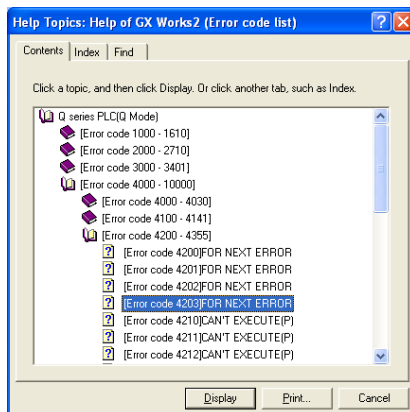 Help Topics: Help of GX Works2 (Error code list)
Contents Index Find
Click a topic, and then click Display. Or click another tab, such as Index.
Q series PLC(Q Mode)
[Error code 1000 - 1610]
[Error code 2000 - 2710]
[Error code 3000 - 3401]
[Error code 4000 - 10000]
[Error code 4000 - 4030]
[Error code 4100 - 4141]
[Error code 4200 - 4355]
[Error code 4200]FOR NEXT ERROR
[Error code 4201]FOR NEXT ERROR
[Error code 4202]FOR NEXT ERROR
[Error code 4203]FOR NEXT ERROR
[Error code 4210]CAN'T EXECUTE(P)
[Error code 4211]CAN'T EXECUTE(P)
[Error code 4212]CAN'T EXECUTE(P)
Display Print... Cancel